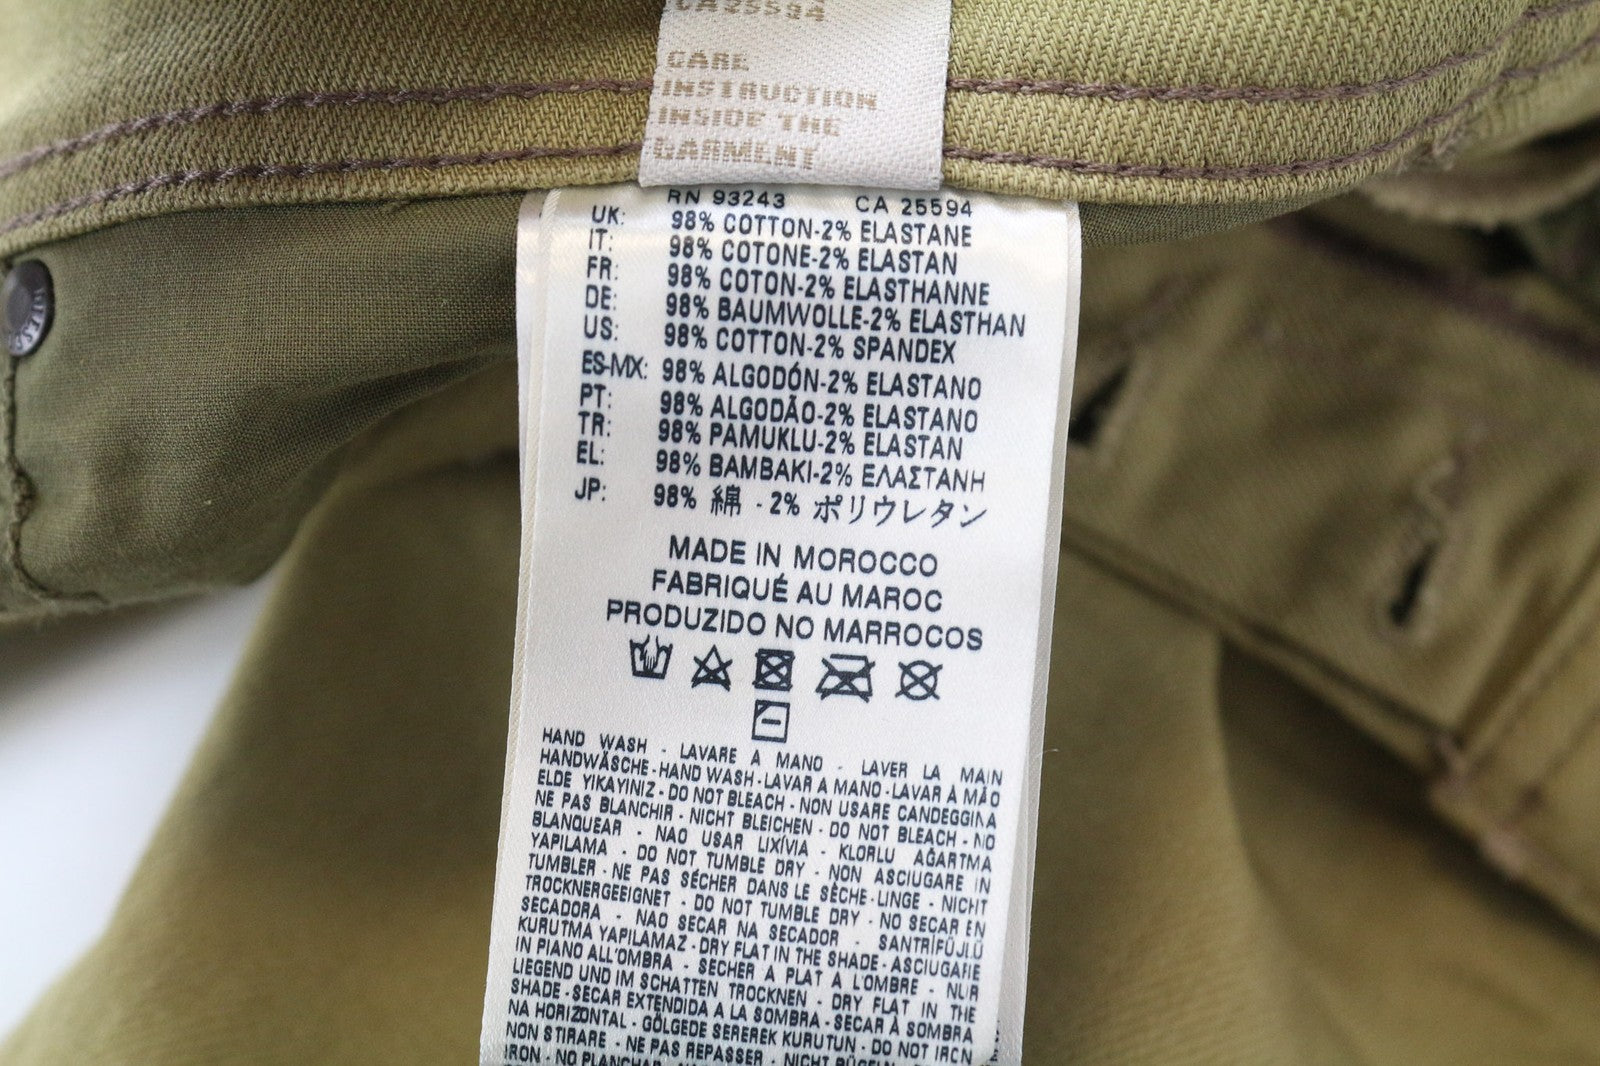 CA 25594
CARE
INSTRUCTION
INSIDE THE
GARMENT
RN 93243 CA 25594
UK: 98% COTTON-2% ELASTANE
IT: 98% COTONE-2% ELASTAN
FR: 98% COTON-2% ELASTHANNE
DE: 98% BAUMWOLLE-2% ELASTHAN
US: 98% COTTON-2% SPANDEX
ES-MX: 98% ALGODÓN-2% ELASTANO
PT: 98% ALGODÃO-2% ELASTANO
TR: 98% PAMUKLU-2% ELASTAN
EL: 98% BAMBAKI-2% ΕΛΑΣΤΑΝΗ
JP: 98% 綿 - 2% ポリウレタン
MADE IN MOROCCO
FABRIQUÉ AU MAROC
PRODUZIDO NO MARROCOS
HAND WASH - LAVARE A MANO - LAVER LA MAIN
HANDWÄSCHE - HAND WASH - LAVAR A MANO - LAVAR A MÃO
ELDE YIKAYINIZ - DO NOT BLEACH - NON USARE CANDEGGINA
NE PAS BLANCHIR - NICHT BLEICHEN - DO NOT BLEACH - NO
BLANQUEAR - NAO USAR LIXÍVIA - KLORLU AĞARTMA
YAPILAMA - DO NOT TUMBLE DRY - NON ASCIUGARE IN
TUMBLER - NE PAS SÉCHER DANS LE SÈCHE-LINGE - NICHT
TROCKNERGEEIGNET - DO NOT TUMBLE DRY - NO SECAR EN
SECADORA - NAO SECAR NA SECADOR - SANTRİFÜJLÜ
KURUTMA YAPILAMAZ - DRY FLAT IN THE SHADE - ASCIUGARE
IN PIANO ALL'OMBRA - SÉCHER A PLAT A L'OMBRE - NUR
LIEGEND UND IM SCHATTEN TROCKNEN - DRY FLAT IN THE
SHADE - SECAR EXTENDIDA A LA SOMBRA - SECAR À SOMBRA
NA HORIZONTAL - GÖLGEDE SEREREK KURUTUN - DO NOT IRON
NON STIRARE - NE PAS REPASSER - NICHT BÜGELN - DO NOT
IRON - NO PLANCHAR